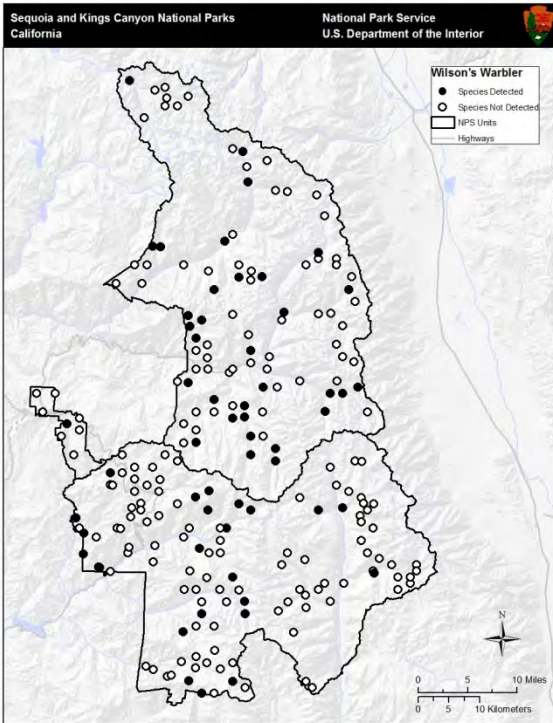 Sequoia and Kings Canyon National Parks
California
National Park Service
U.S. Department of the Interior
Wilson's Warbler
Species Detected
Species Not Detected
NPS Units
Highways
N
0 5 10 Miles
0 5 10 Kilometers